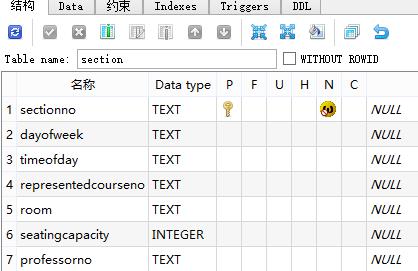 结构 Data 约束 Indexes Triggers DDL
Table name: section WITHOUT ROWID
名称 Data type P F U H N C
1 sectionno TEXT NULL
2 dayofweek TEXT NULL
3 timeofday TEXT NULL
4 representedcourseno TEXT NULL
5 room TEXT NULL
6 seatingcapacity INTEGER NULL
7 professorno TEXT NULL